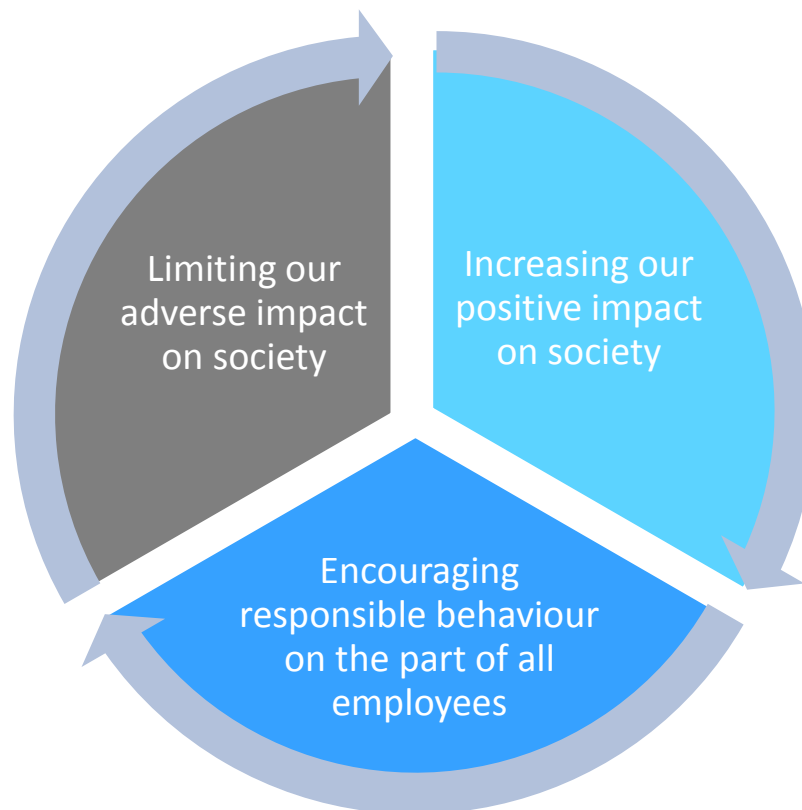 Limiting our
adverse impact
on society
Increasing our
positive impact
on society
Encouraging
responsible behaviour
on the part of all
employees